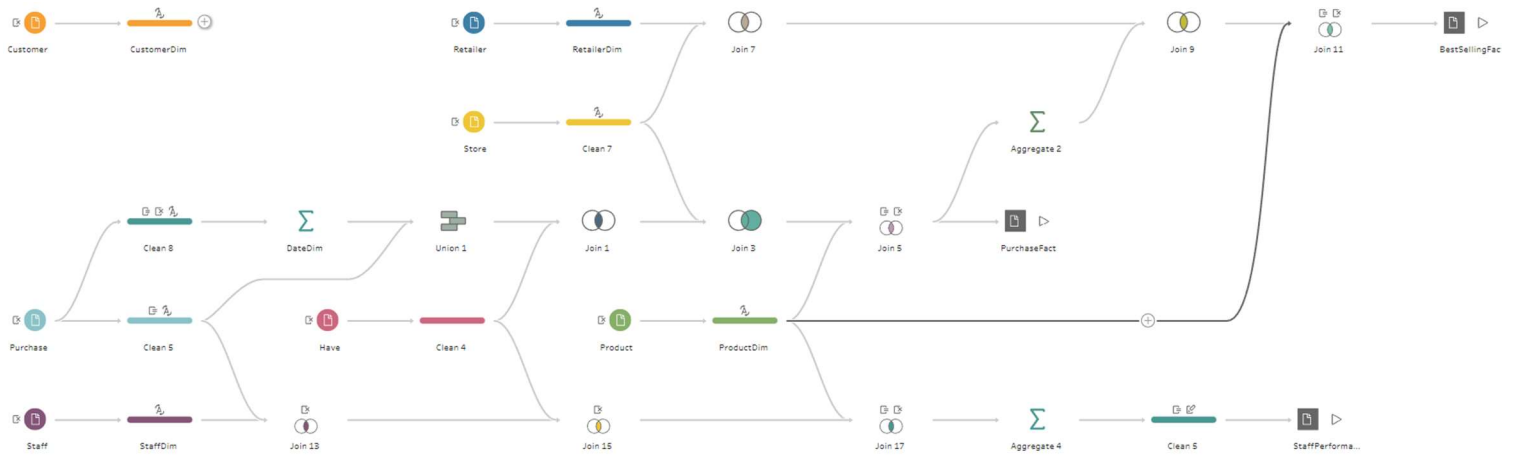 Customer
CustomerDim
Retailer
RetailerDim
Join 7
Join 9
Join 11
BestSellingFac
Store
Clean 7
Aggregate 2
Clean 8
DateDim
Union 1
Join 1
Join 3
Join 5
PurchaseFact
Purchase
Clean 5
Have
Clean 4
Product
ProductDim
Staff
StaffDim
Join 13
Join 15
Join 17
Aggregate 4
Clean 5
StaffPerforma...